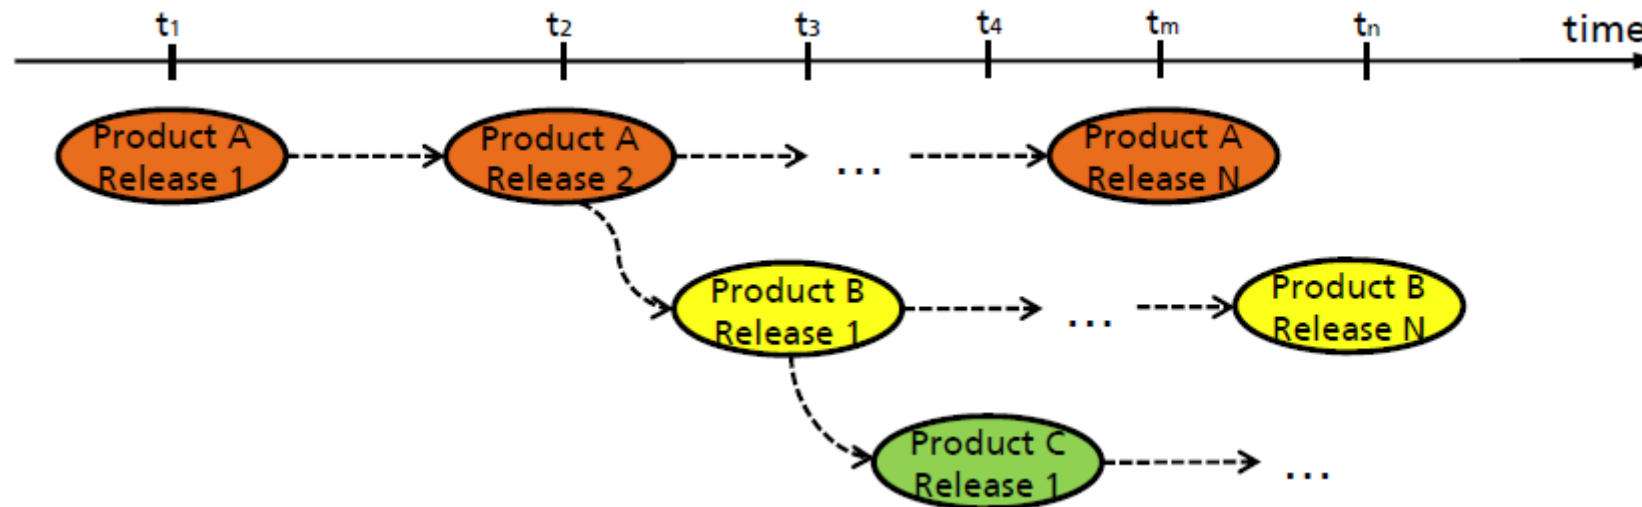 t1 t2 t3 t4 tm tn time
Product A
Release 1
Product A
Release 2
...
Product A
Release N
Product B
Release 1
...
Product B
Release N
Product C
Release 1
...